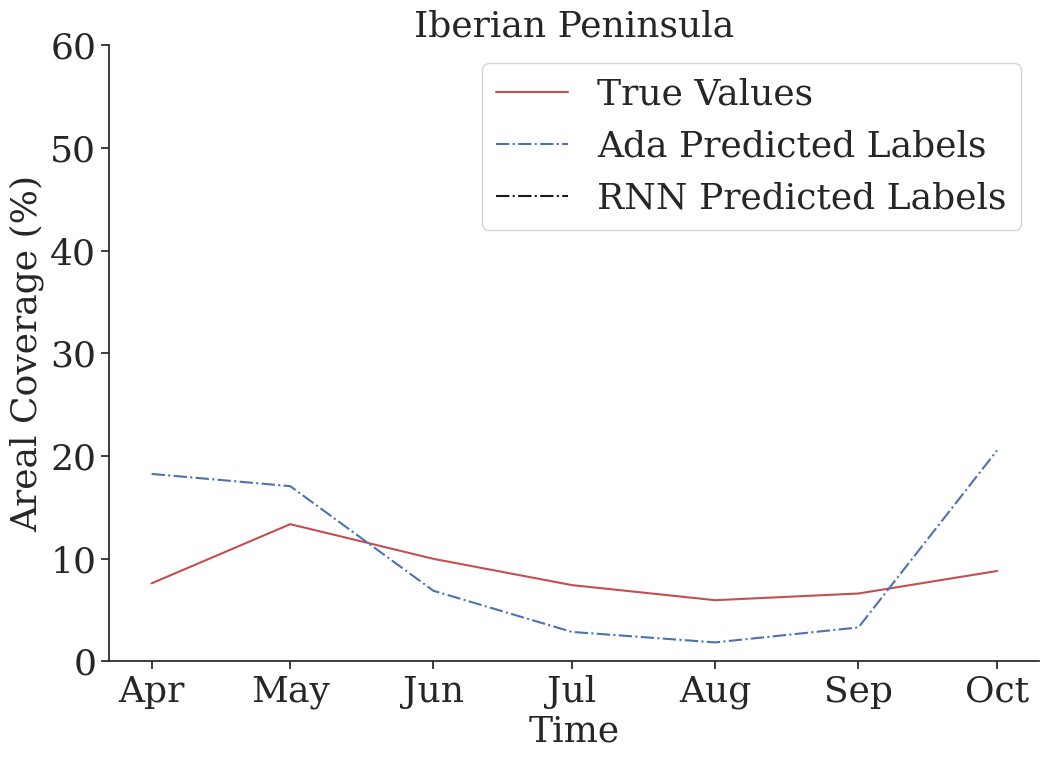 Iberian Peninsula
60
50
40
30
20
10
0
Areal Coverage (%)
True Values
Ada Predicted Labels
RNN Predicted Labels
Apr May Jun Jul Aug Sep Oct
Time